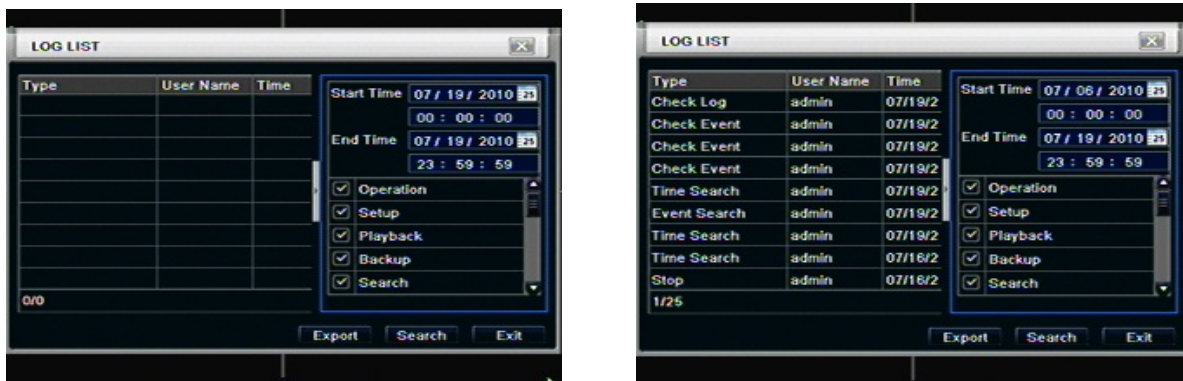 LOG LIST
Type User Name Time
Start Time 07 / 19 / 2010 25
00 : 00 : 00
End Time 07 / 19 / 2010 25
23 : 59 : 59
Operation
Setup
Playback
Backup
Search
0/0
Export Search Exit
LOG LIST
Type User Name Time
Check Log admin 07/19/2
Check Event admin 07/19/2
Check Event admin 07/19/2
Check Event admin 07/19/2
Time Search admin 07/19/2
Event Search admin 07/19/2
Time Search admin 07/19/2
Time Search admin 07/16/2
Stop admin 07/16/2
1/25
Start Time 07 / 06 / 2010 25
00 : 00 : 00
End Time 07 / 19 / 2010 25
23 : 59 : 59
Operation
Setup
Playback
Backup
Search
Export Search Exit